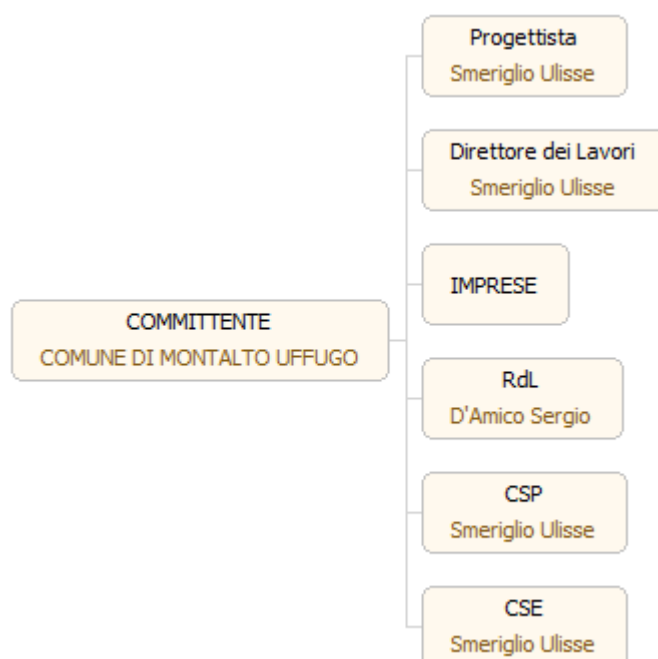 Progettista
Smeriglio Ulisse
Direttore dei Lavori
Smeriglio Ulisse
IMPRESE
COMMITTENTE
COMUNE DI MONTALTO UFFUGO
RdL
D'Amico Sergio
CSP
Smeriglio Ulisse
CSE
Smeriglio Ulisse